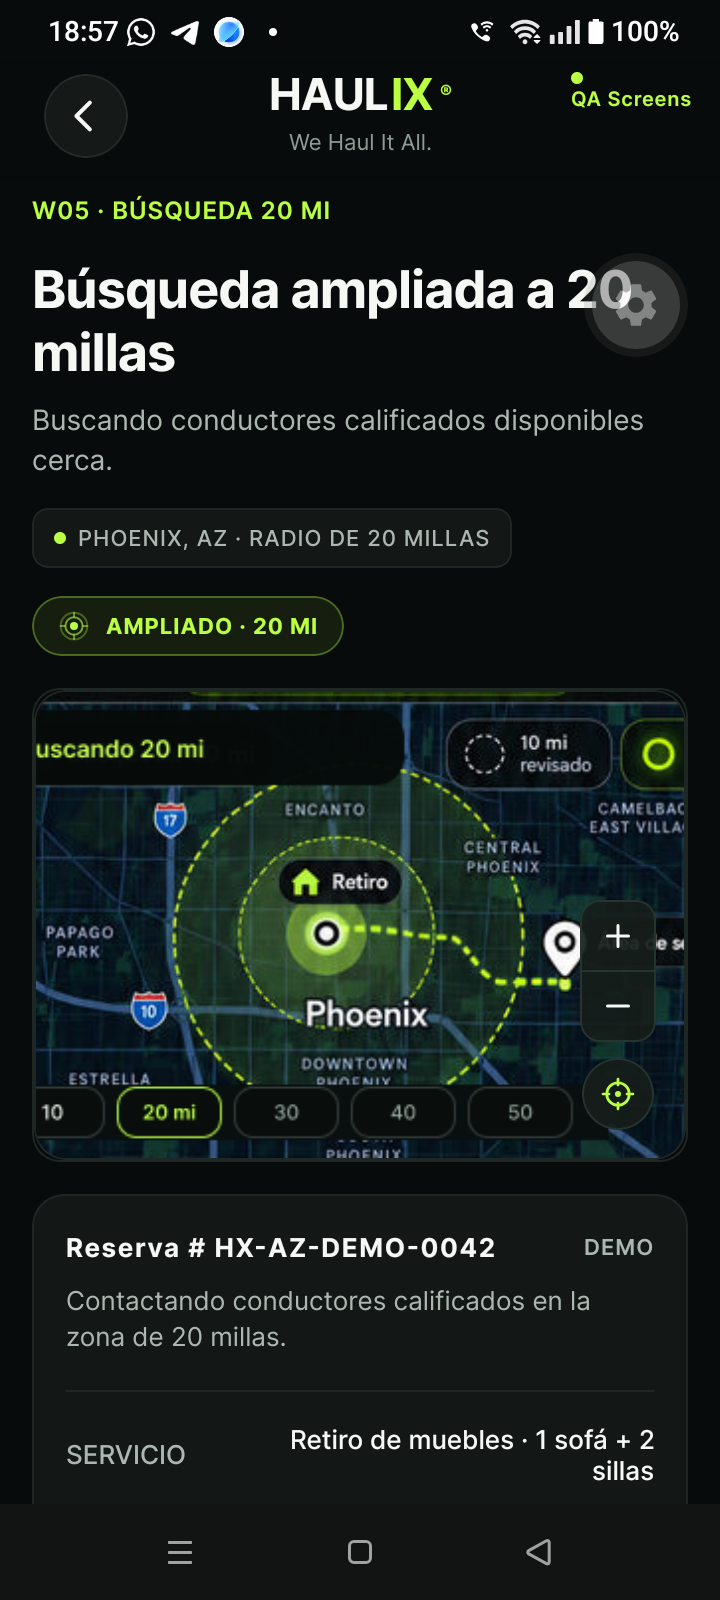 18:57
100%
HAULIX ®
QA Screens
We Haul It All.
W05 · BÚSQUEDA 20 MI
Búsqueda ampliada a 20
millas
Buscando conductores calificados disponibles
cerca.
PHOENIX, AZ · RADIO DE 20 MILLAS
AMPLIADO · 20 MI
uscando 20 mi
10 mi
revisado
17
ENCANTO
CAMELBAC
EAST VILLA
CENTRAL
PHOENIX
Retiro
PAPAGO
PARK
10
Phoenix
DOWNTOWN
PHOENIX
ESTRELLA
10
20 mi
30
40
50
PHOENIX
Reserva # HX-AZ-DEMO-0042
DEMO
Contactando conductores calificados en la
zona de 20 millas.
SERVICIO
Retiro de muebles · 1 sofá + 2
sillas